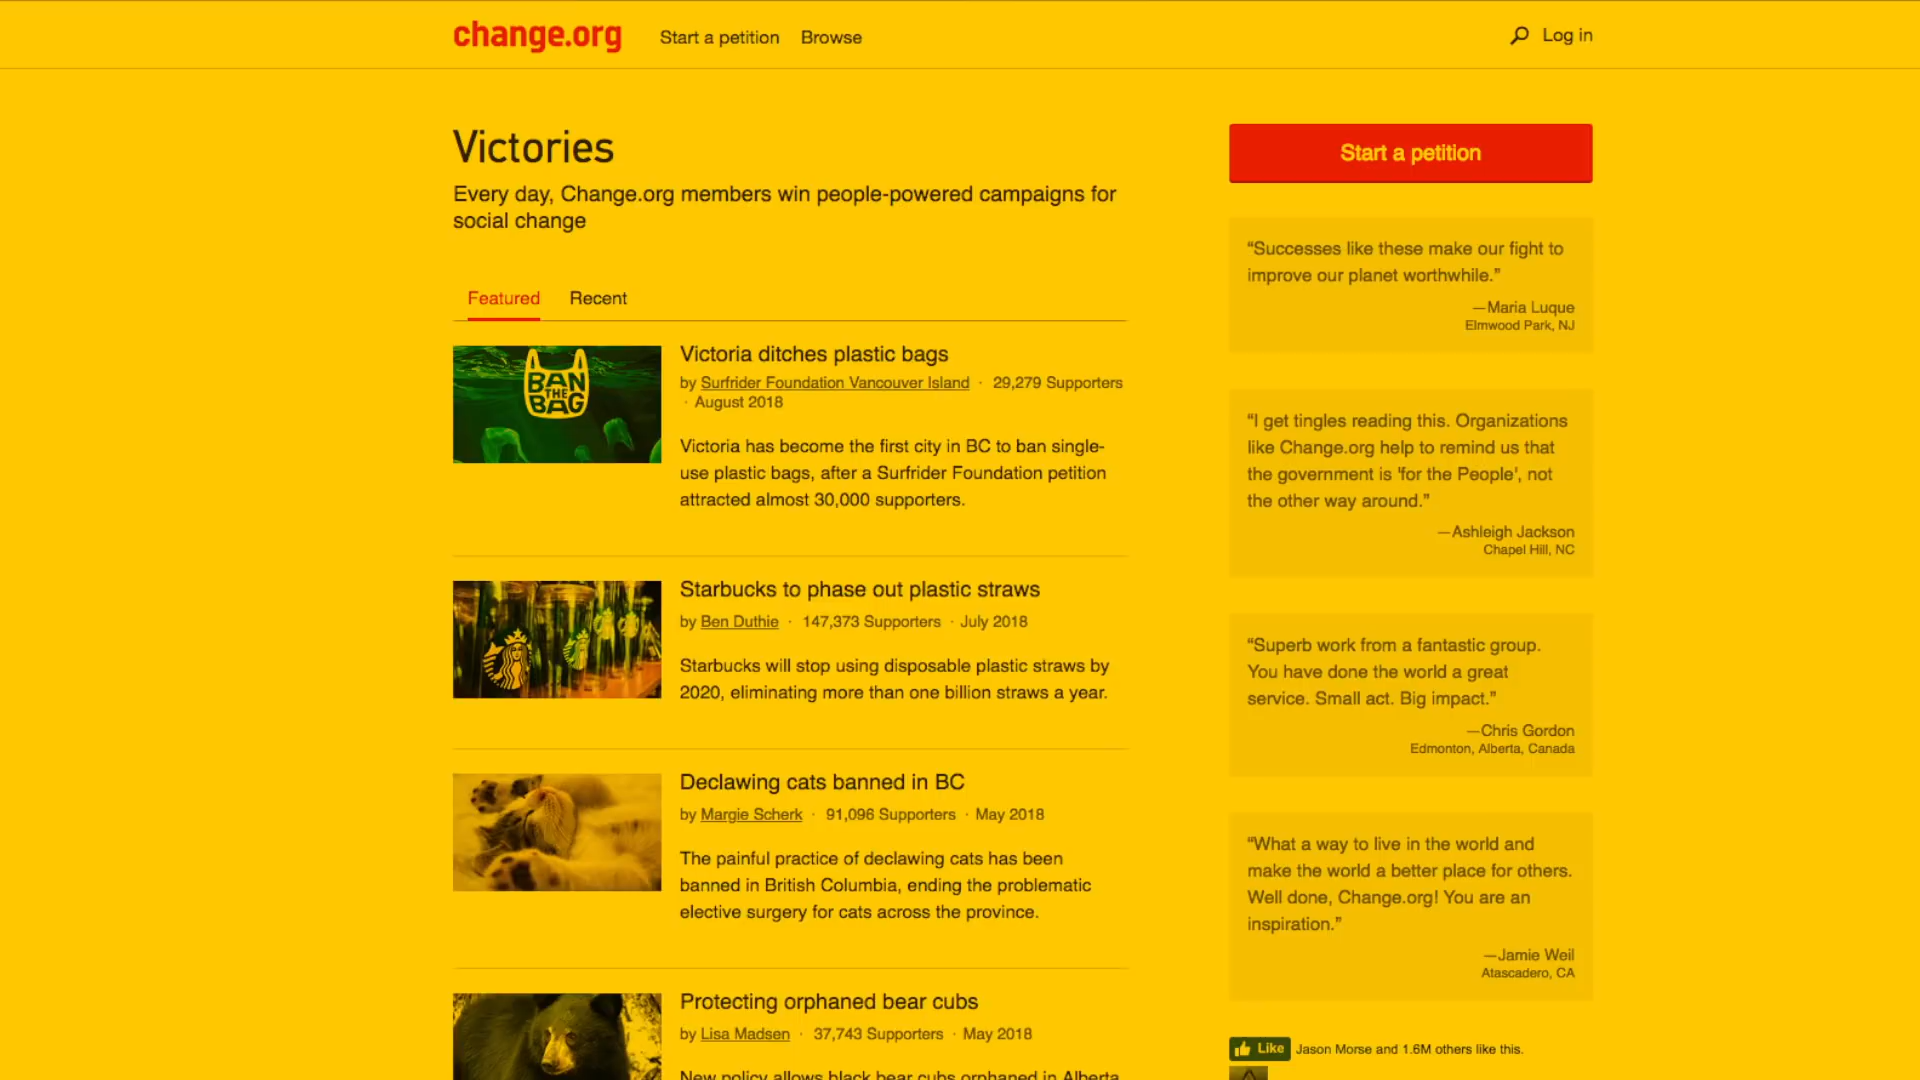 change.org
Start a petition
Browse
Log in
Victories
Every day, Change.org members win people-powered campaigns for
social change
Featured
Recent
BAN
THE
BAG
Victoria ditches plastic bags
by Surfrider Foundation Vancouver Island · 29,279 Supporters
· August 2018
Victoria has become the first city in BC to ban single-
use plastic bags, after a Surfrider Foundation petition
attracted almost 30,000 supporters.
Starbucks to phase out plastic straws
by Ben Duthie · 147,373 Supporters · July 2018
Starbucks will stop using disposable plastic straws by
2020, eliminating more than one billion straws a year.
Declawing cats banned in BC
by Margie Scherk · 91,096 Supporters · May 2018
The painful practice of declawing cats has been
banned in British Columbia, ending the problematic
elective surgery for cats across the province.
Protecting orphaned bear cubs
by Lisa Madsen · 37,743 Supporters · May 2018
New policy allows black bear cubs orphaned in Alberta
Start a petition
“Successes like these make our fight to
improve our planet worthwhile.”
—Maria Luque
Elmwood Park, NJ
“I get tingles reading this. Organizations
like Change.org help to remind us that
the government is 'for the People', not
the other way around.”
—Ashleigh Jackson
Chapel Hill, NC
“Superb work from a fantastic group.
You have done the world a great
service. Small act. Big impact.”
—Chris Gordon
Edmonton, Alberta, Canada
“What a way to live in the world and
make the world a better place for others.
Well done, Change.org! You are an
inspiration.”
—Jamie Weil
Atascadero, CA
Like Jason Morse and 1.6M others like this.